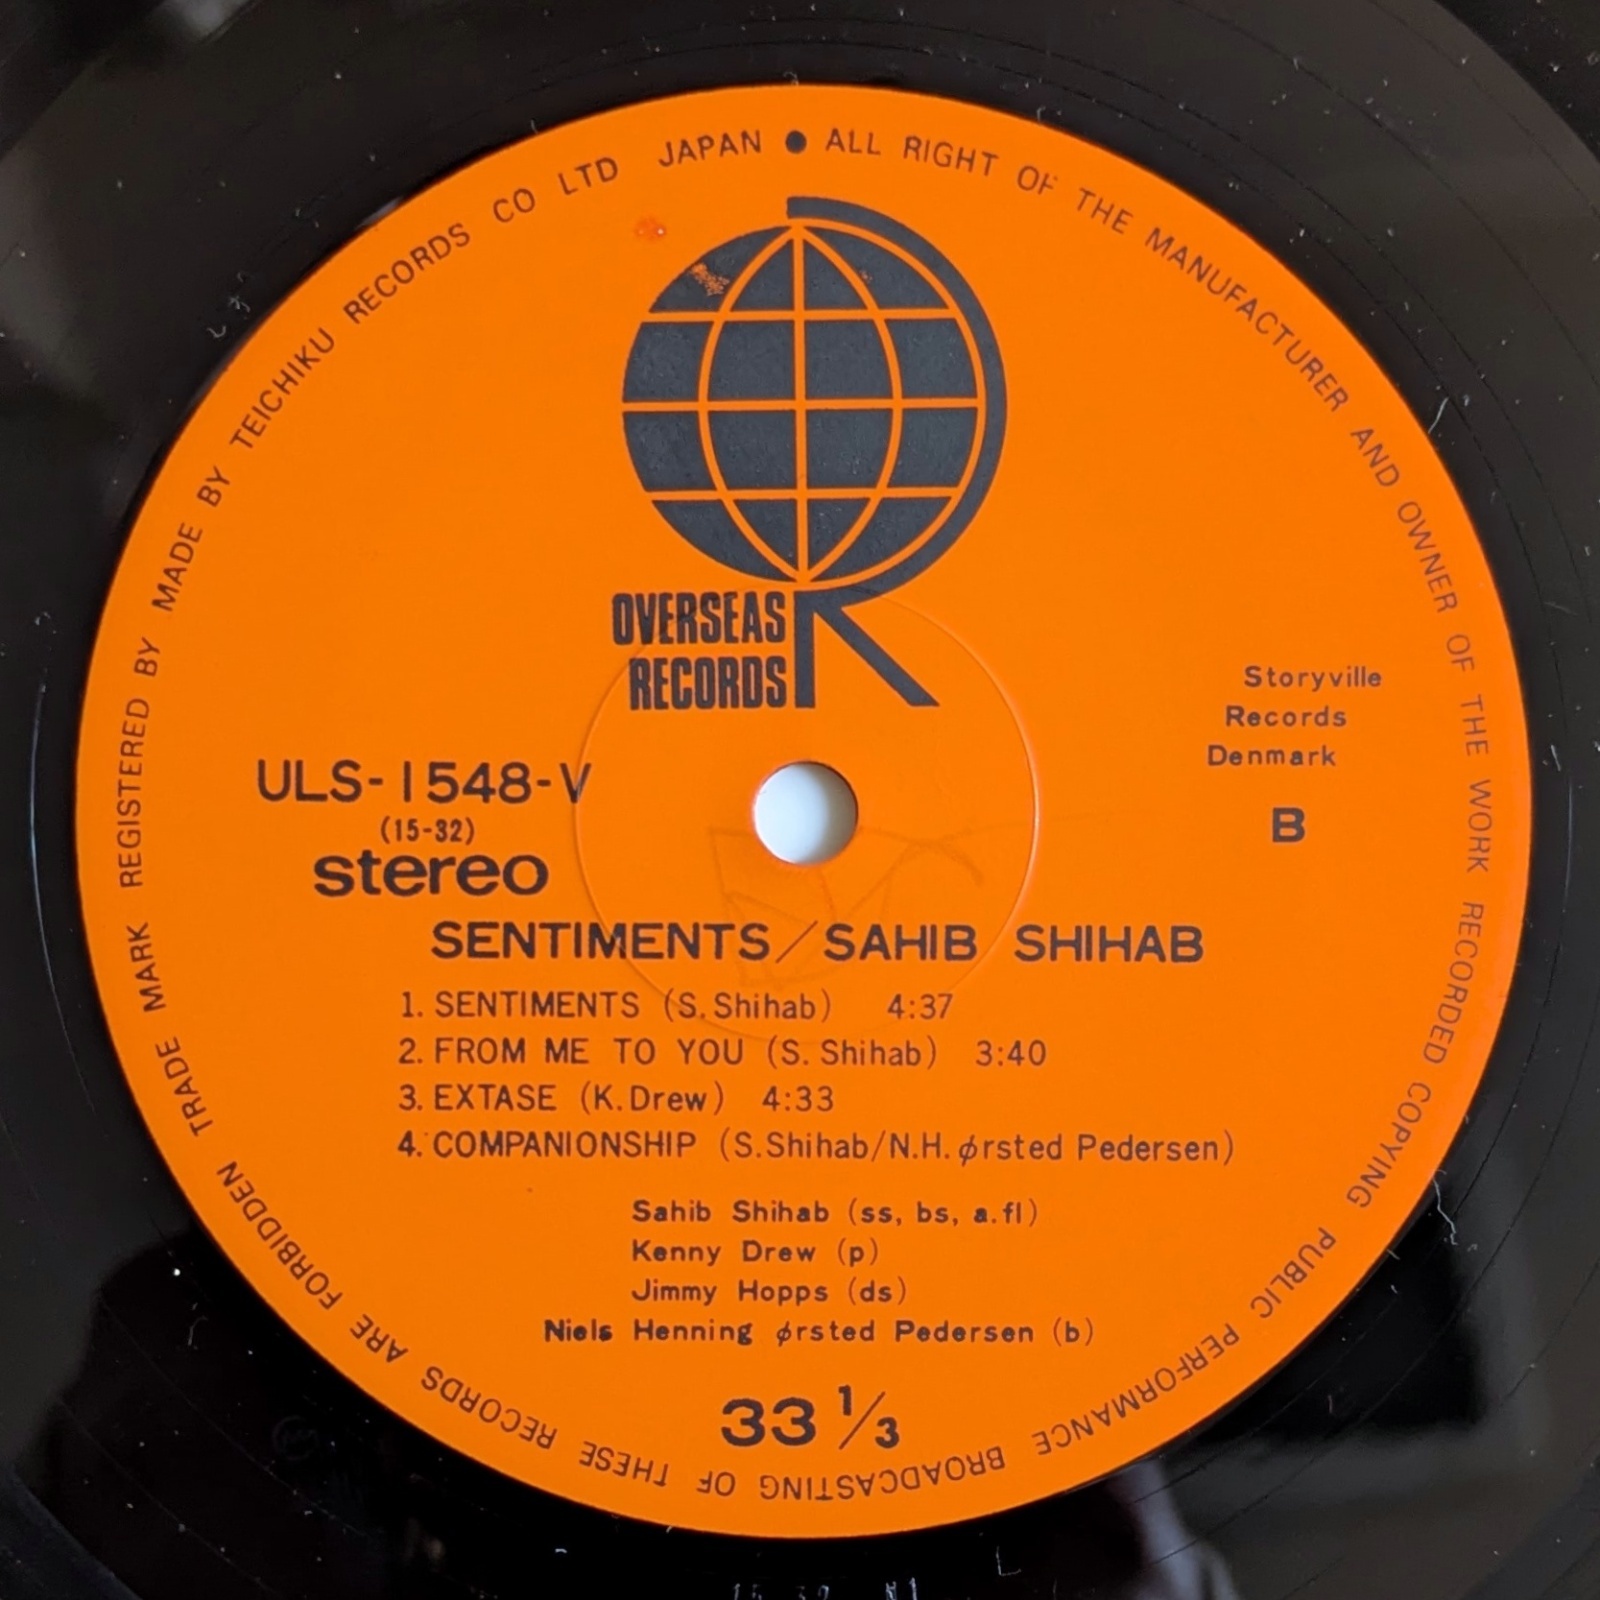 TRADE MARK REGISTERED BY MADE BY TEICHIKU RECORDS CO LTD JAPAN ● ALL RIGHT OF THE MANUFACTURER AND OWNER OF THE WORK RECORDED COPYING PUBLIC PERFORMANCE BROADCASTING OF THESE RECORDS ARE FORBIDDEN
OVERSEAS
RECORDS
Storyville
Records
Denmark
B
ULS-1548-V
(15-32)
stereo
SENTIMENTS/SAHIB SHIHAB
1. SENTIMENTS (S. Shihab) 4:37
2. FROM ME TO YOU (S. Shihab) 3:40
3. EXTASE (K. Drew) 4:33
4. COMPANIONSHIP (S. Shihab/N.H. ørsted Pedersen)
Sahib Shihab (ss, bs, a.fl)
Kenny Drew (p)
Jimmy Hopps (ds)
Niels Henning ørsted Pedersen (b)
33 1/3